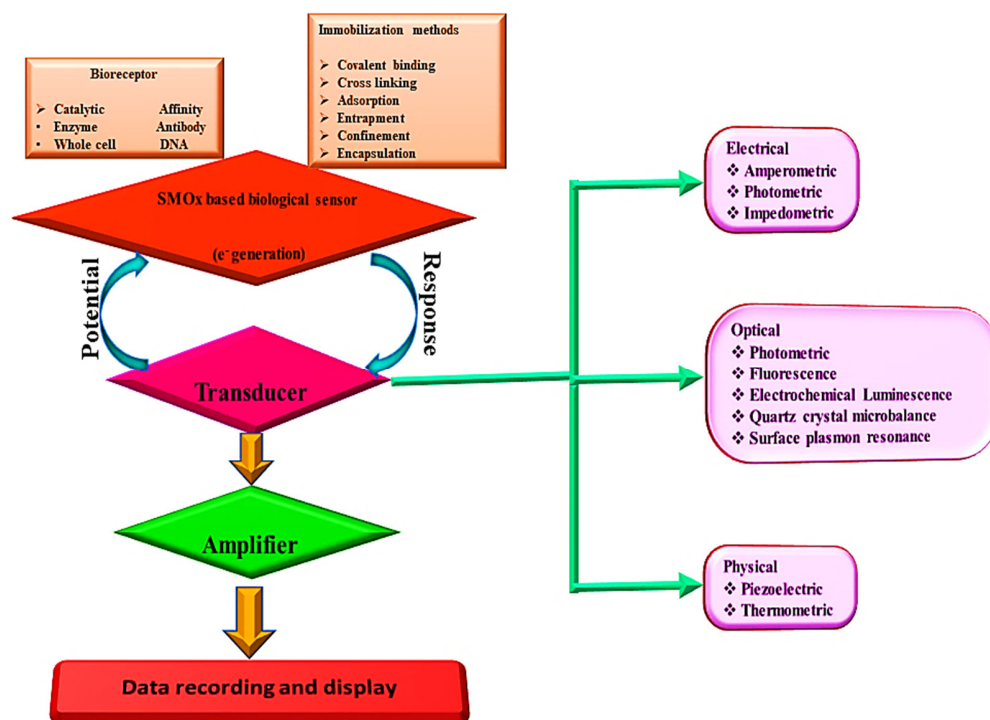 Immobilization methods
➢ Covalent binding
➢ Cross linking
➢ Adsorption
➢ Entrapment
➢ Confinement
➢ Encapsulation
Bioreceptor
➢ Catalytic Affinity
▪ Enzyme Antibody
▪ Whole cell DNA
SMOx based biological sensor
(e⁻ generation)
Potential
Response
Transducer
Amplifier
Data recording and display
Electrical
❖ Amperometric
❖ Photometric
❖ Impedometric
Optical
❖ Photometric
❖ Fluorescence
❖ Electrochemical Luminescence
❖ Quartz crystal microbalance
❖ Surface plasmon resonance
Physical
❖ Piezoelectric
❖ Thermometric